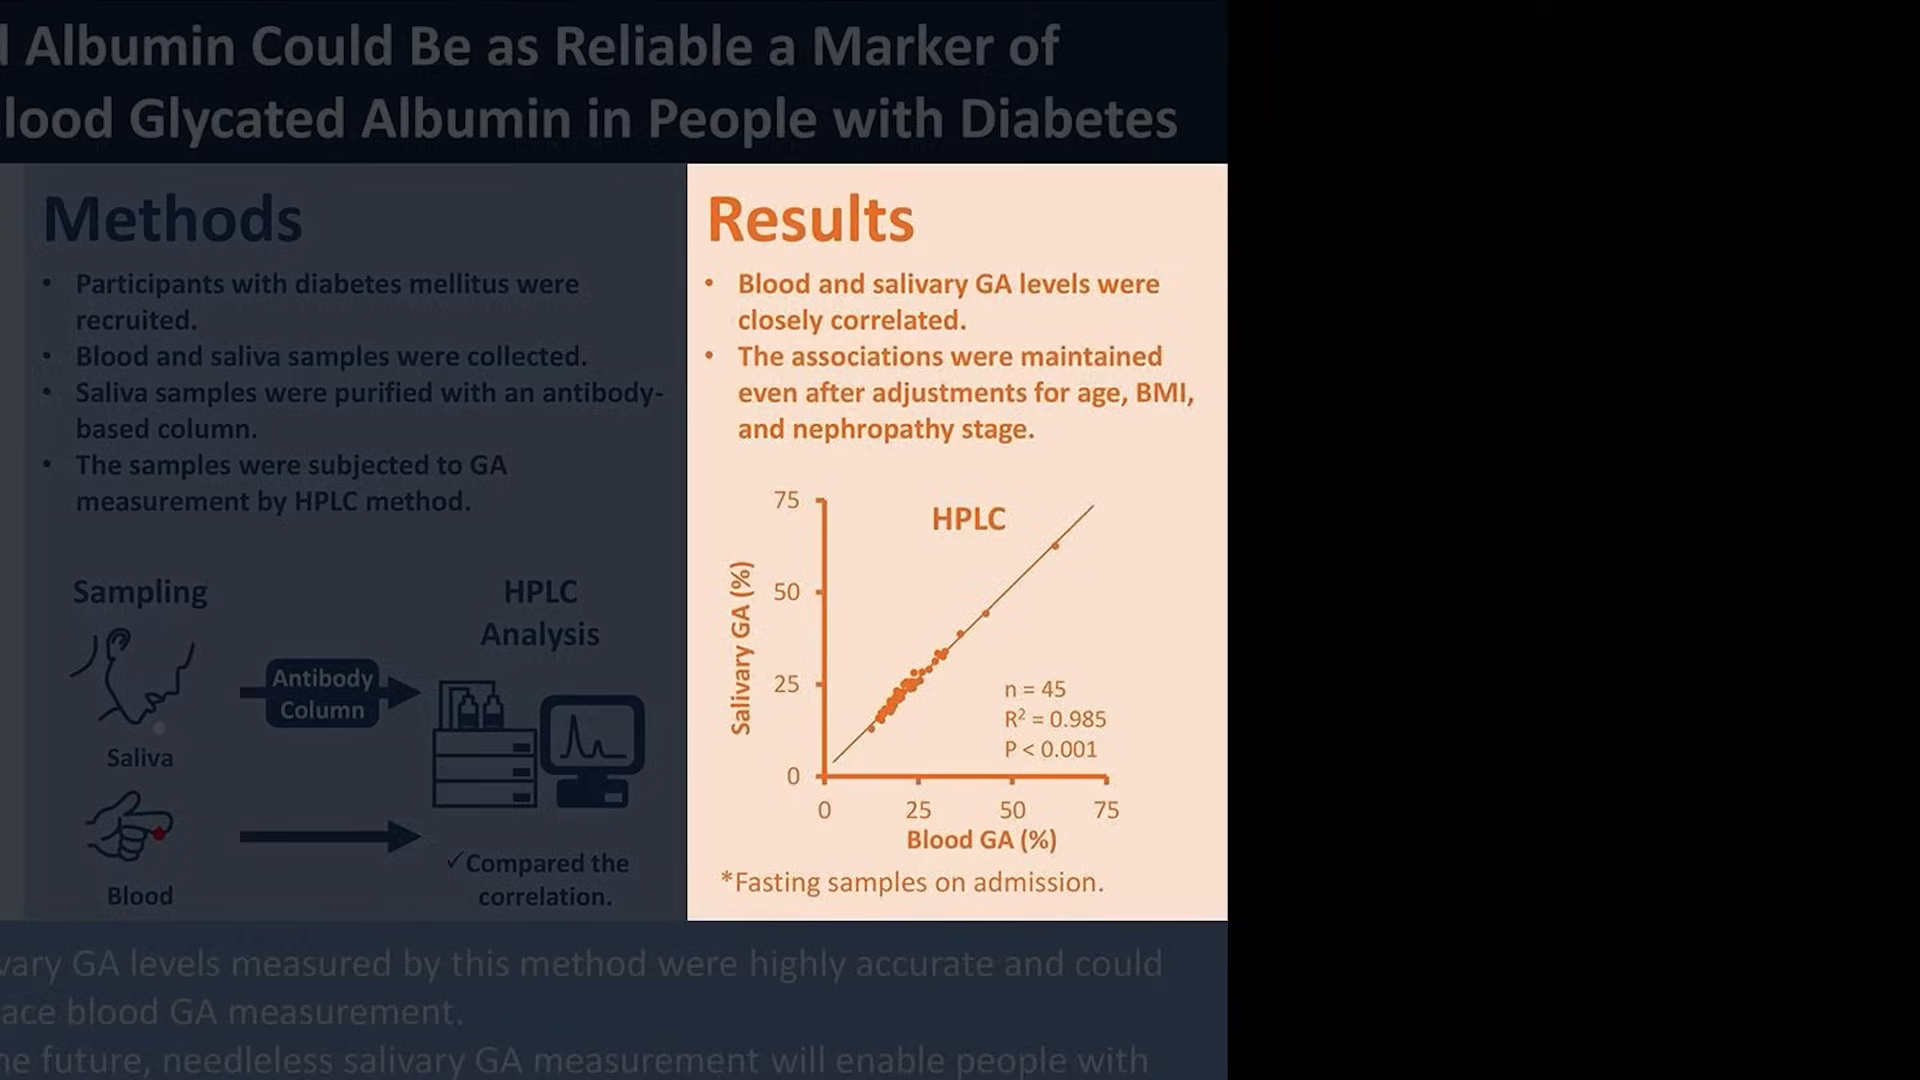 Albumin Could Be as Reliable a Marker of
lood Glycated Albumin in People with Diabetes
Methods
• Participants with diabetes mellitus were
recruited.
• Blood and saliva samples were collected.
• Saliva samples were purified with an antibody-
based column.
• The samples were subjected to GA
measurement by HPLC method.
Sampling
HPLC
Analysis
Antibody
Column
Saliva
Blood
✓Compared the
correlation.
Results
• Blood and salivary GA levels were
closely correlated.
• The associations were maintained
even after adjustments for age, BMI,
and nephropathy stage.
HPLC
75
50
25
0
Salivary GA (%)
n = 45
R² = 0.985
P < 0.001
0 25 50 75
Blood GA (%)
*Fasting samples on admission.
vary GA levels measured by this method were highly accurate and could
ace blood GA measurement.
he future, needleless salivary GA measurement will enable people with